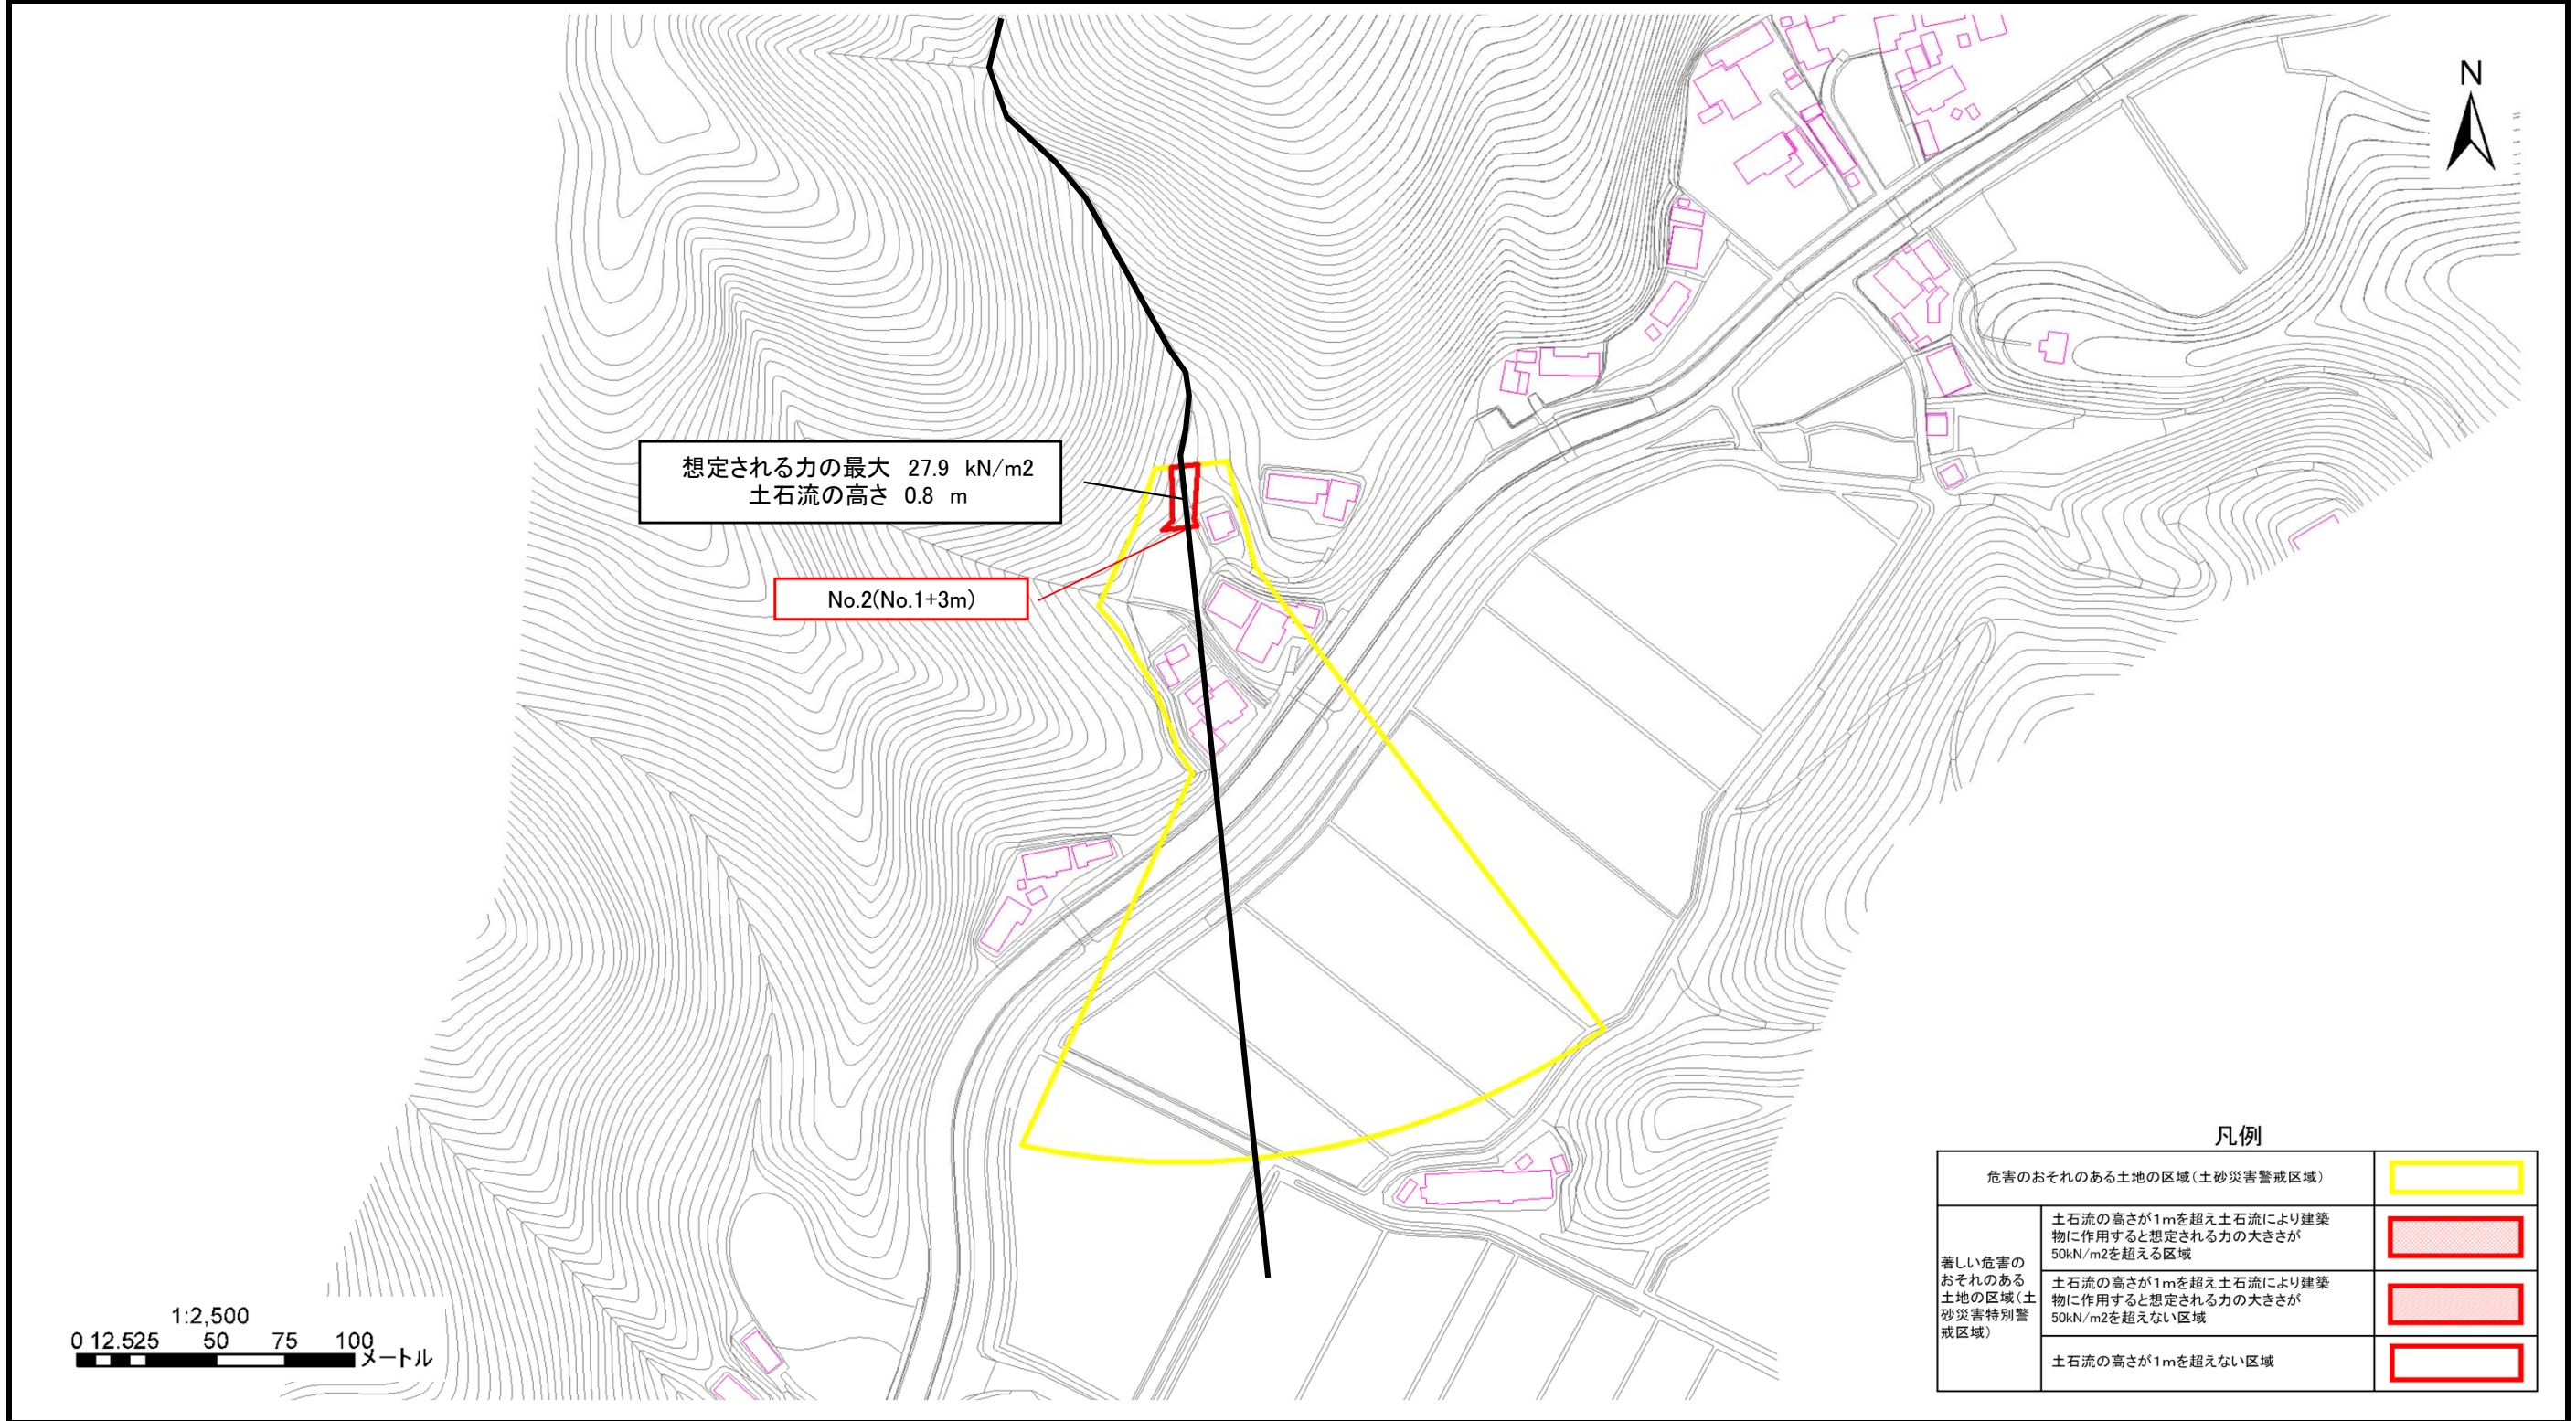 N
想定される力の最大 27.9 kN/m2
土石流の高さ 0.8 m
No.2(No.1+3m)
凡例
危害のおそれのある土地の区域(土砂災害警戒区域)
著しい危害の
おそれのある
土地の区域(土
砂災害特別警
戒区域)
土石流の高さが1mを超え土石流により建築
物に作用すると想定される力の大きさが
50kN/m2を超える区域
土石流の高さが1mを超え土石流により建築
物に作用すると想定される力の大きさが
50kN/m2を超えない区域
土石流の高さが1mを超えない区域
1:2,500
0 12.525 50 75 100
メートル